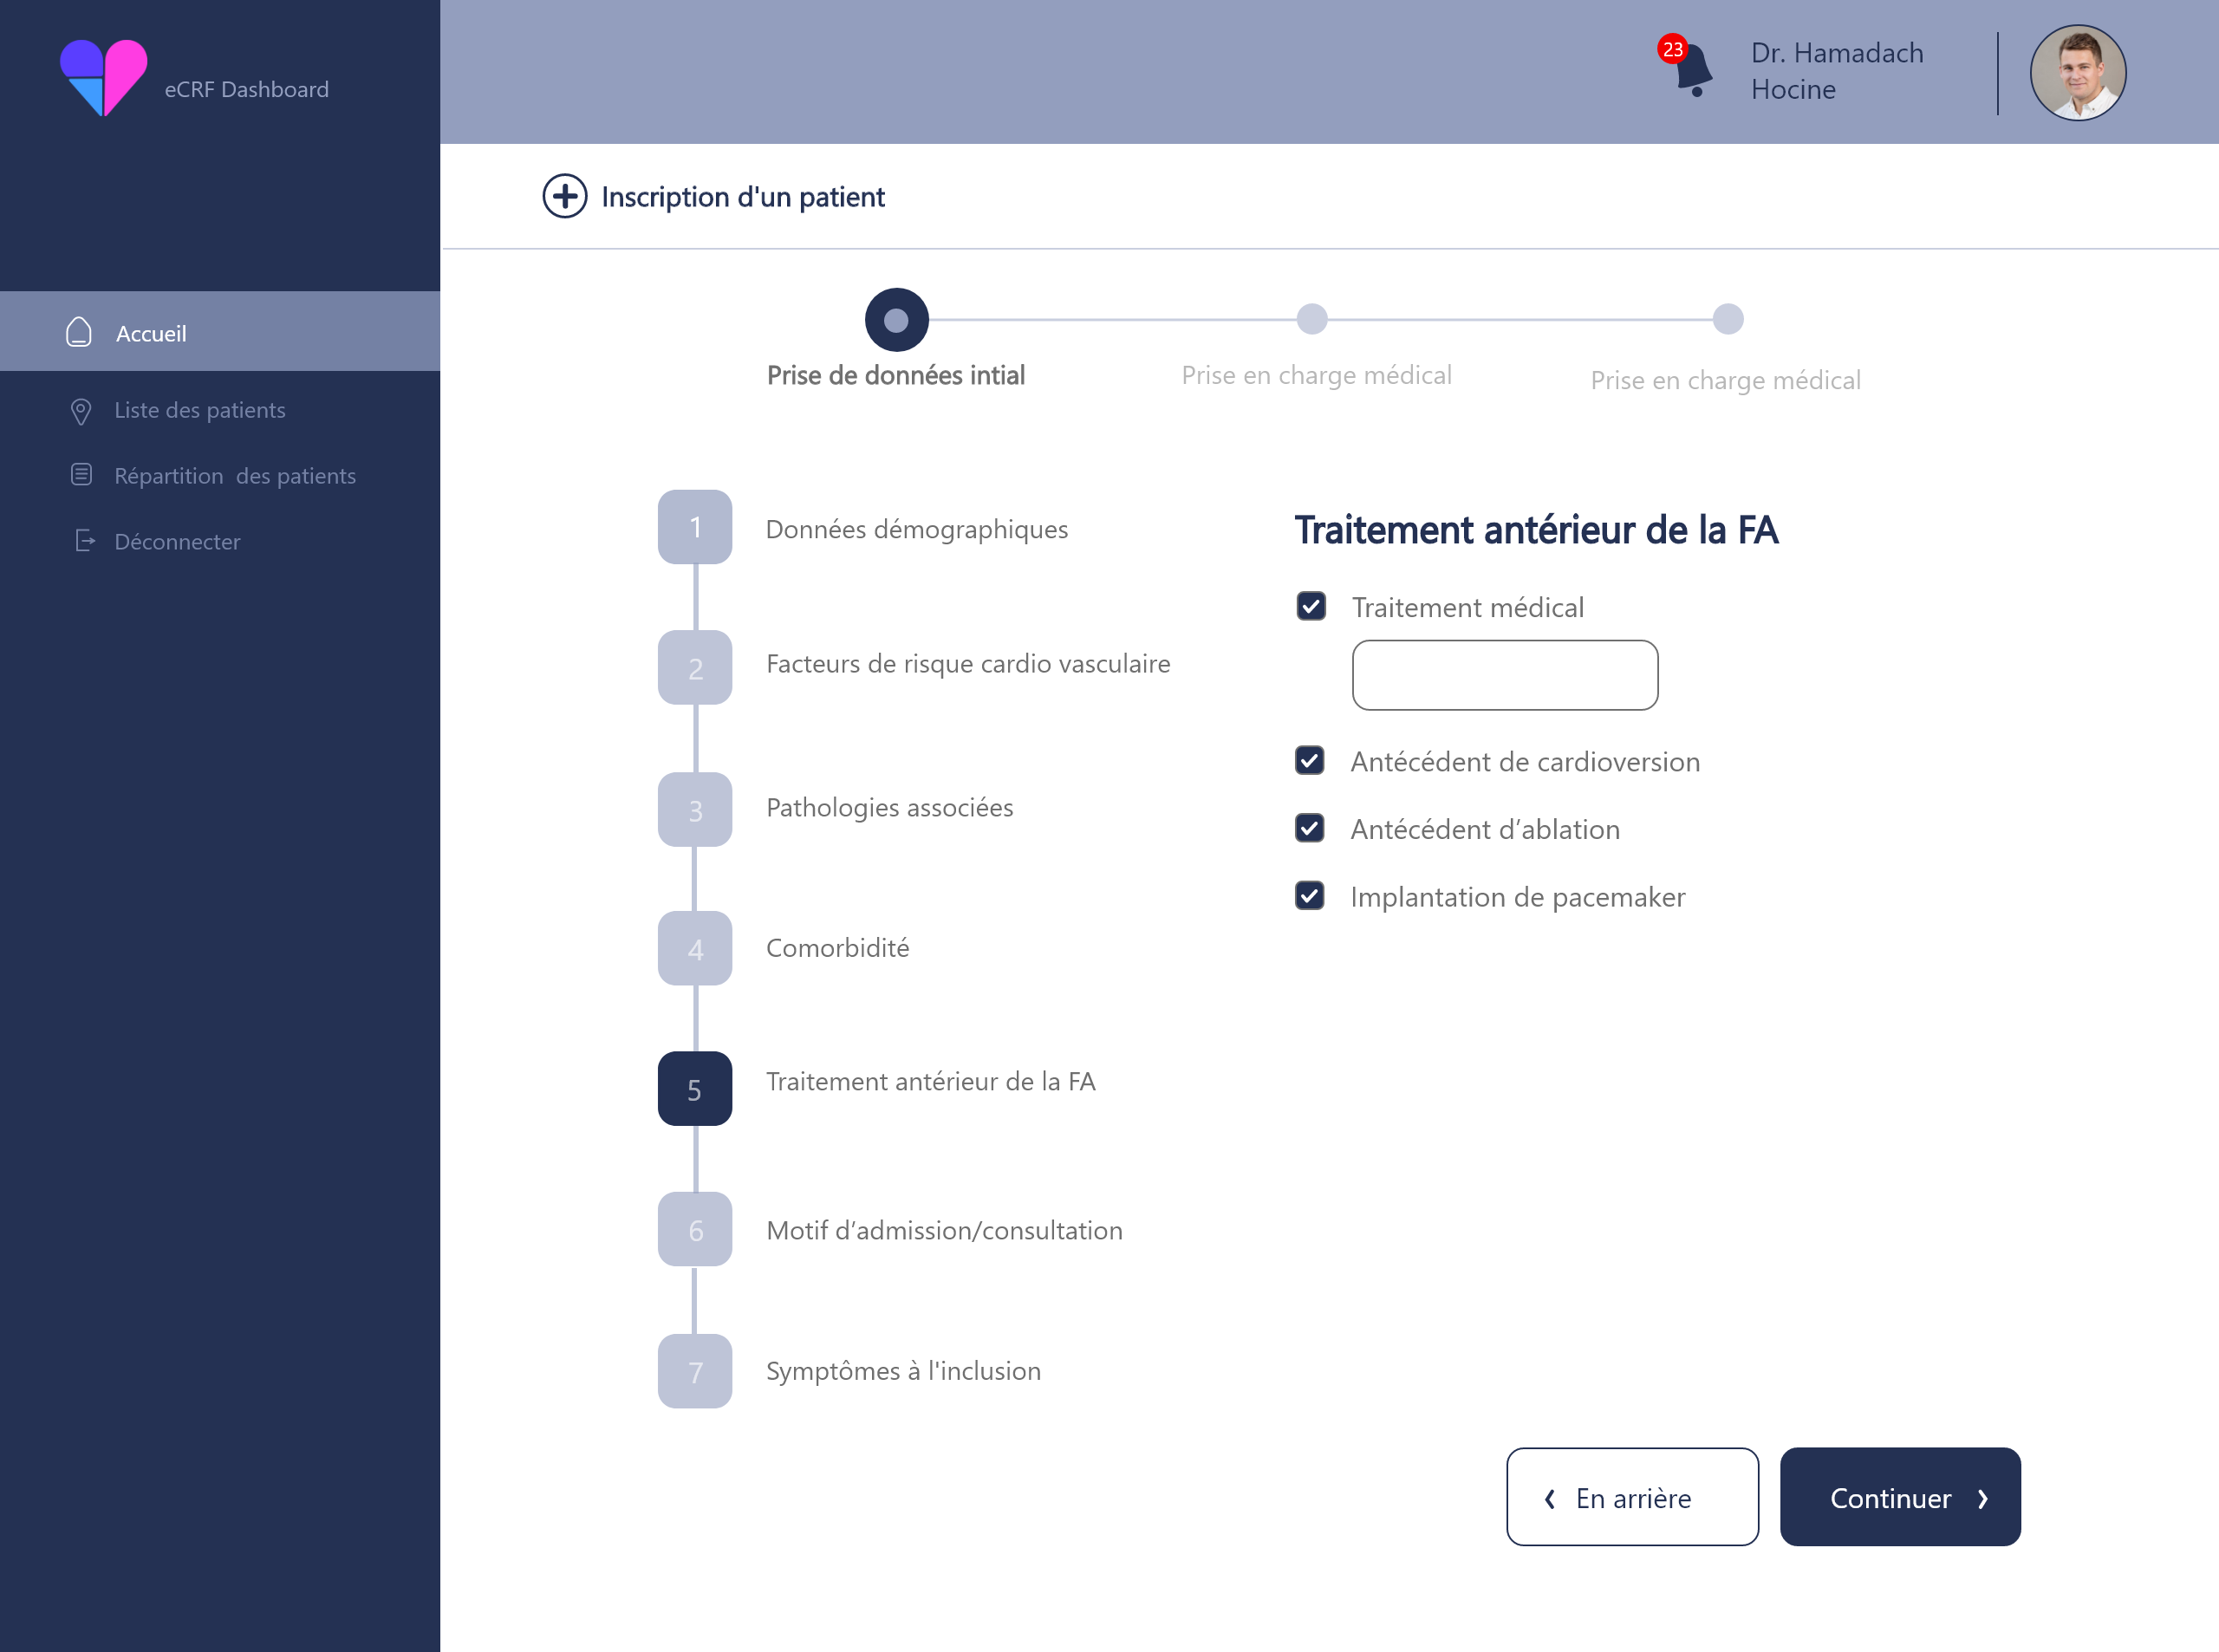 eCRF Dashboard
23
Dr. Hamadach
Hocine
Inscription d'un patient
Accueil
Liste des patients
Répartition  des patients
Déconnecter
Prise de données intial
Prise en charge médical
Prise en charge médical
1
Données démographiques
2
Facteurs de risque cardio vasculaire
3
Pathologies associées
4
Comorbidité
5
Traitement antérieur de la FA
6
Motif d’admission/consultation
7
Symptômes à l'inclusion
Traitement antérieur de la FA
Traitement médical
Antécédent de cardioversion
Antécédent d’ablation
Implantation de pacemaker
En arrière
Continuer